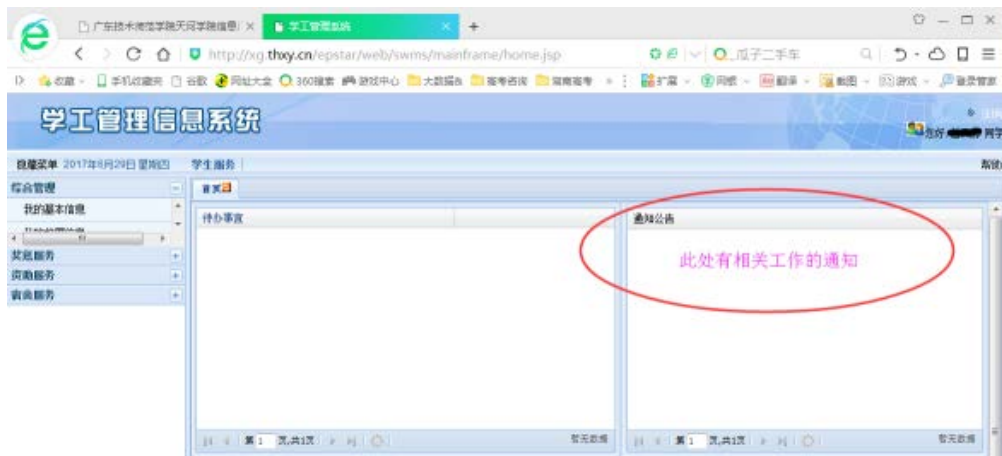 广东技术师范学院天河学院信息 学工管理系统
http://xg.thxy.cn/epstar/web/swms/mainframe/home.jsp 瓜子二手车
收藏 手机收藏夹 谷歌 网址大全 360搜索 游戏中心 大数据 高考咨询 扩展 网银 翻译 截图 游戏 登录管家
学工管理信息系统
您好 同学
隐藏菜单 2017年6月29日 星期四 学生服务 帮助
综合管理 首页
我的基本信息 待办事宜 通知公告
此处有相关工作的通知
奖惩服务
资助服务
宿舍服务
第 1 页,共1页 暂无数据 第 1 页,共1页 暂无数据